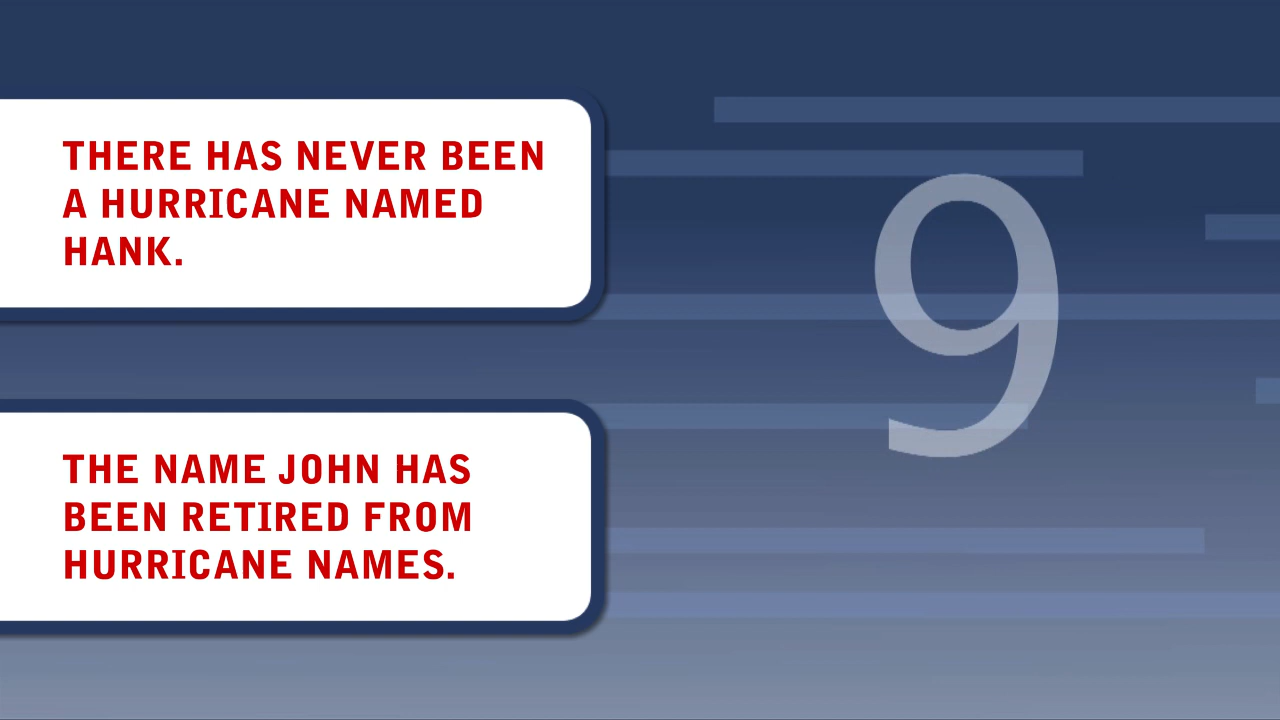 THERE HAS NEVER BEEN
A HURRICANE NAMED
HANK.
9
THE NAME JOHN HAS
BEEN RETIRED FROM
HURRICANE NAMES.